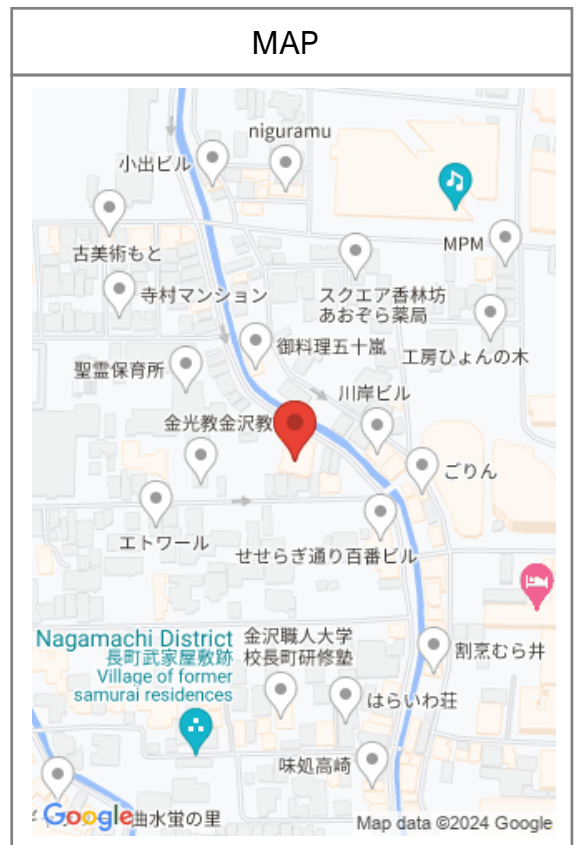 MAP
niguramu
小出ビル
古美術もと
MPM
寺村マンション
スクエア香林坊
あおぞら薬局
御料理五十嵐
工房ひょんの木
聖霊保育所
川岸ビル
金光教金沢教
ごりん
エトワール
せせらぎ通り百番ビル
Nagamachi District
長町武家屋敷跡
Village of former
samurai residences
金沢職人大学
校長町研修塾
割烹むら井
はらいわ荘
味処高崎
Google
曲水蛍の里
Map data ©2024 Google